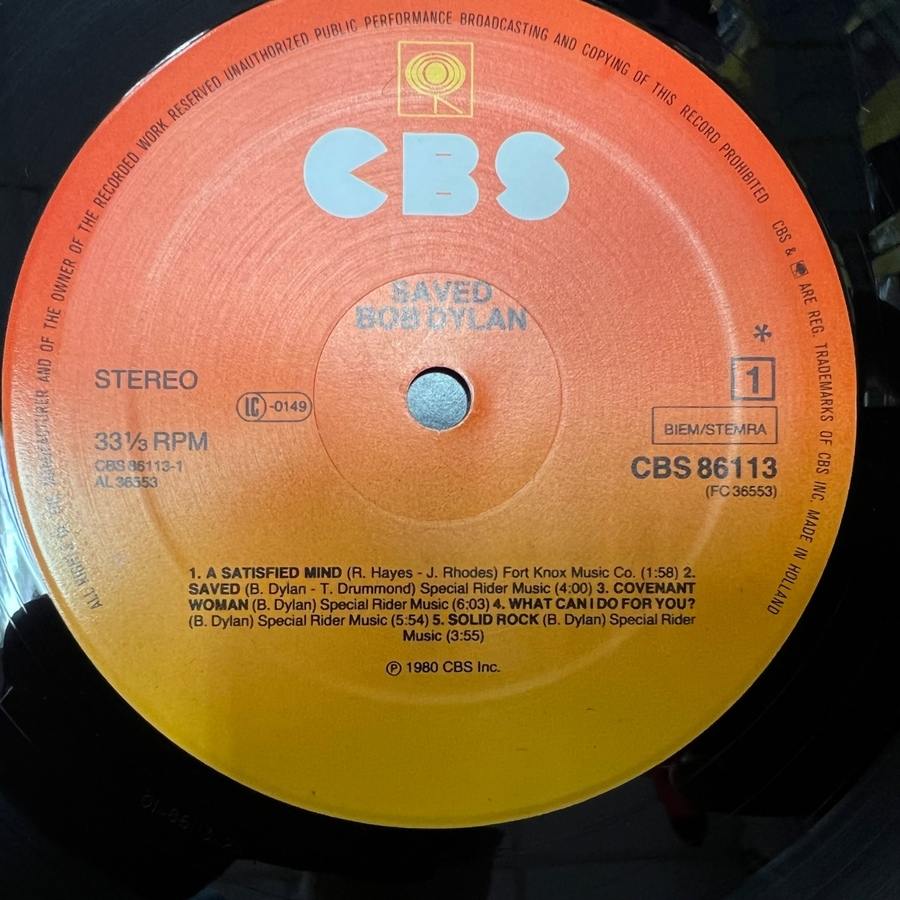 ALL RIGHTS OF THE MANUFACTURER AND OF THE OWNER OF THE RECORDED WORK RESERVED UNAUTHORIZED PUBLIC PERFORMANCE BROADCASTING AND COPYING OF THIS RECORD PROHIBITED
CBS & ARE REG. TRADEMARKS OF CBS INC. MADE IN HOLLAND
CBS
SAVED
BOB DYLAN
*
STEREO
1
LC -0149
BIEM/STEMRA
33⅓ RPM
CBS 86113-1
AL 36553
CBS 86113
(FC 36553)
1. A SATISFIED MIND (R. Hayes - J. Rhodes) Fort Knox Music Co. (1:58) 2.
SAVED (B. Dylan - T. Drummond) Special Rider Music (4:00) 3. COVENANT
WOMAN (B. Dylan) Special Rider Music (6:03) 4. WHAT CAN I DO FOR YOU?
(B. Dylan) Special Rider Music (5:54) 5. SOLID ROCK (B. Dylan) Special Rider
Music (3:55)
Ⓟ 1980 CBS Inc.